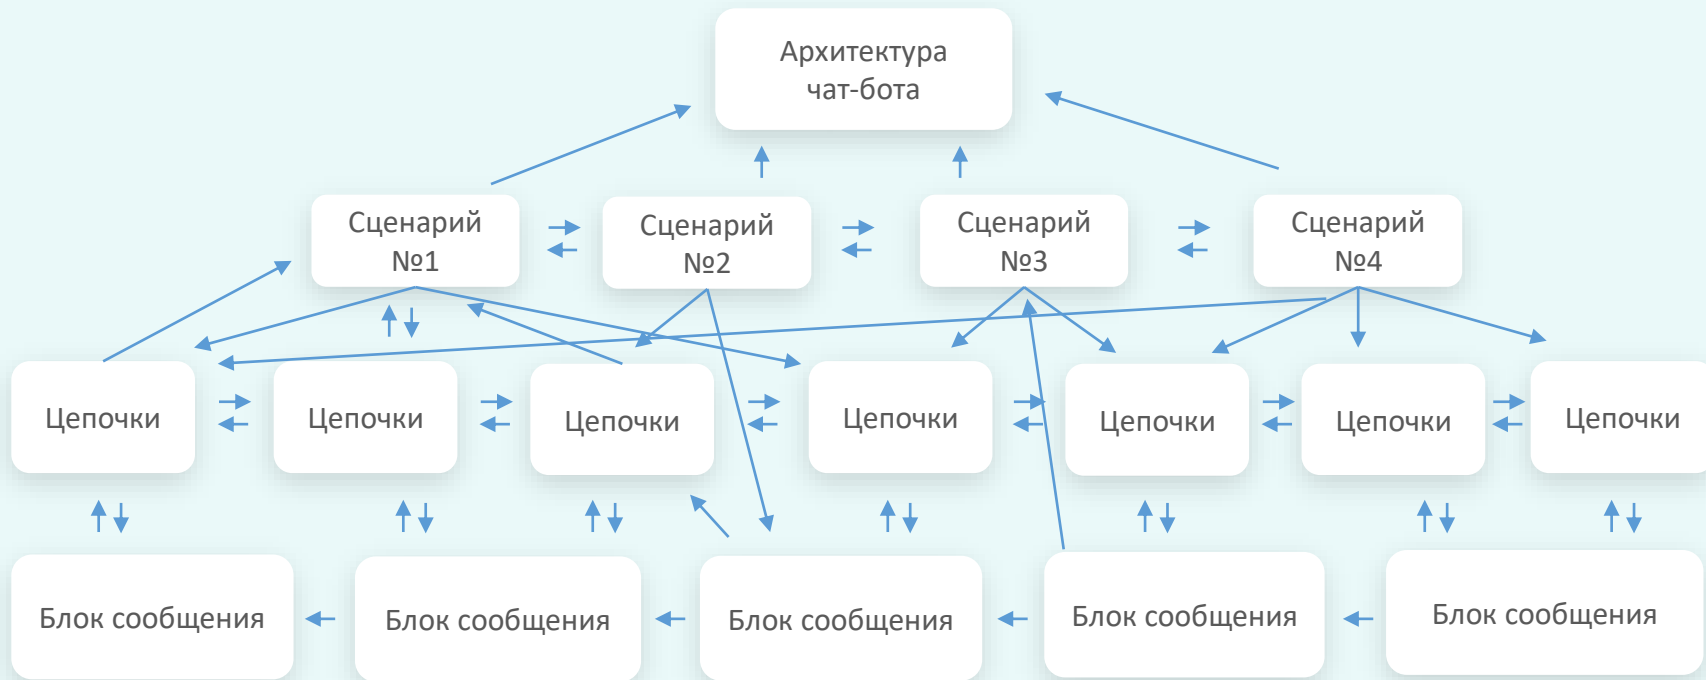 Архитектура
чат-бота
Сценарий
№1
Сценарий
№2
Сценарий
№3
Сценарий
№4
Цепочки
Цепочки
Цепочки
Цепочки
Цепочки
Цепочки
Цепочки
Блок сообщения
Блок сообщения
Блок сообщения
Блок сообщения
Блок сообщения